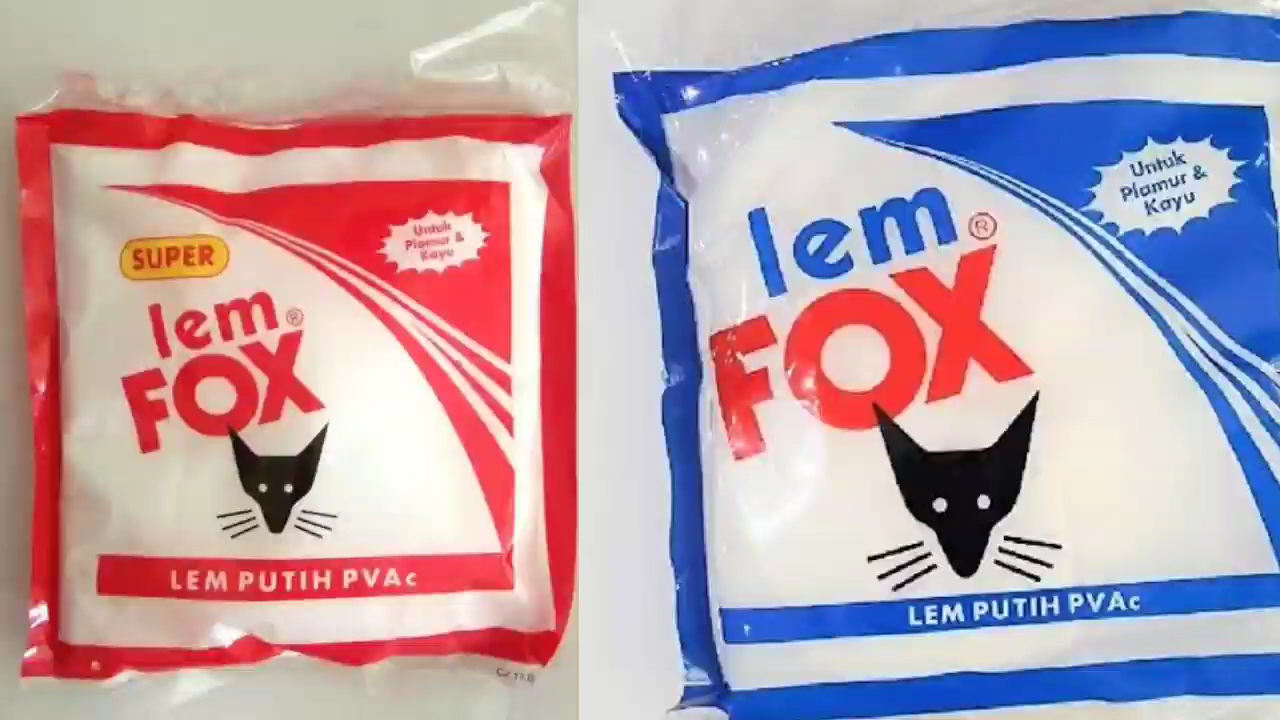 SUPER
lem®
FOX
Untuk
Plamur &
Kayu
LEM PUTIH PVAc
lem®
FOX
Untuk
Plamur &
Kayu
LEM PUTIH PVAc